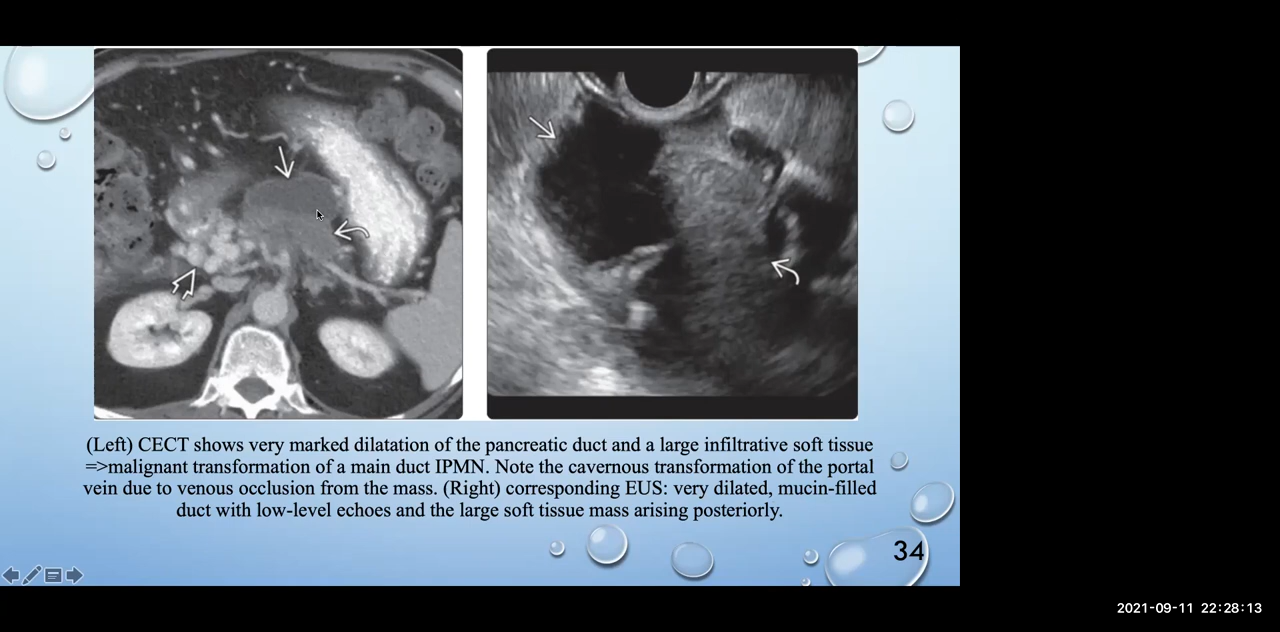 (Left) CECT shows very marked dilatation of the pancreatic duct and a large infiltrative soft tissue
=>malignant transformation of a main duct IPMN. Note the cavernous transformation of the portal
vein due to venous occlusion from the mass. (Right) corresponding EUS: very dilated, mucin-filled
duct with low-level echoes and the large soft tissue mass arising posteriorly.
34
2021-09-11 22:28:13